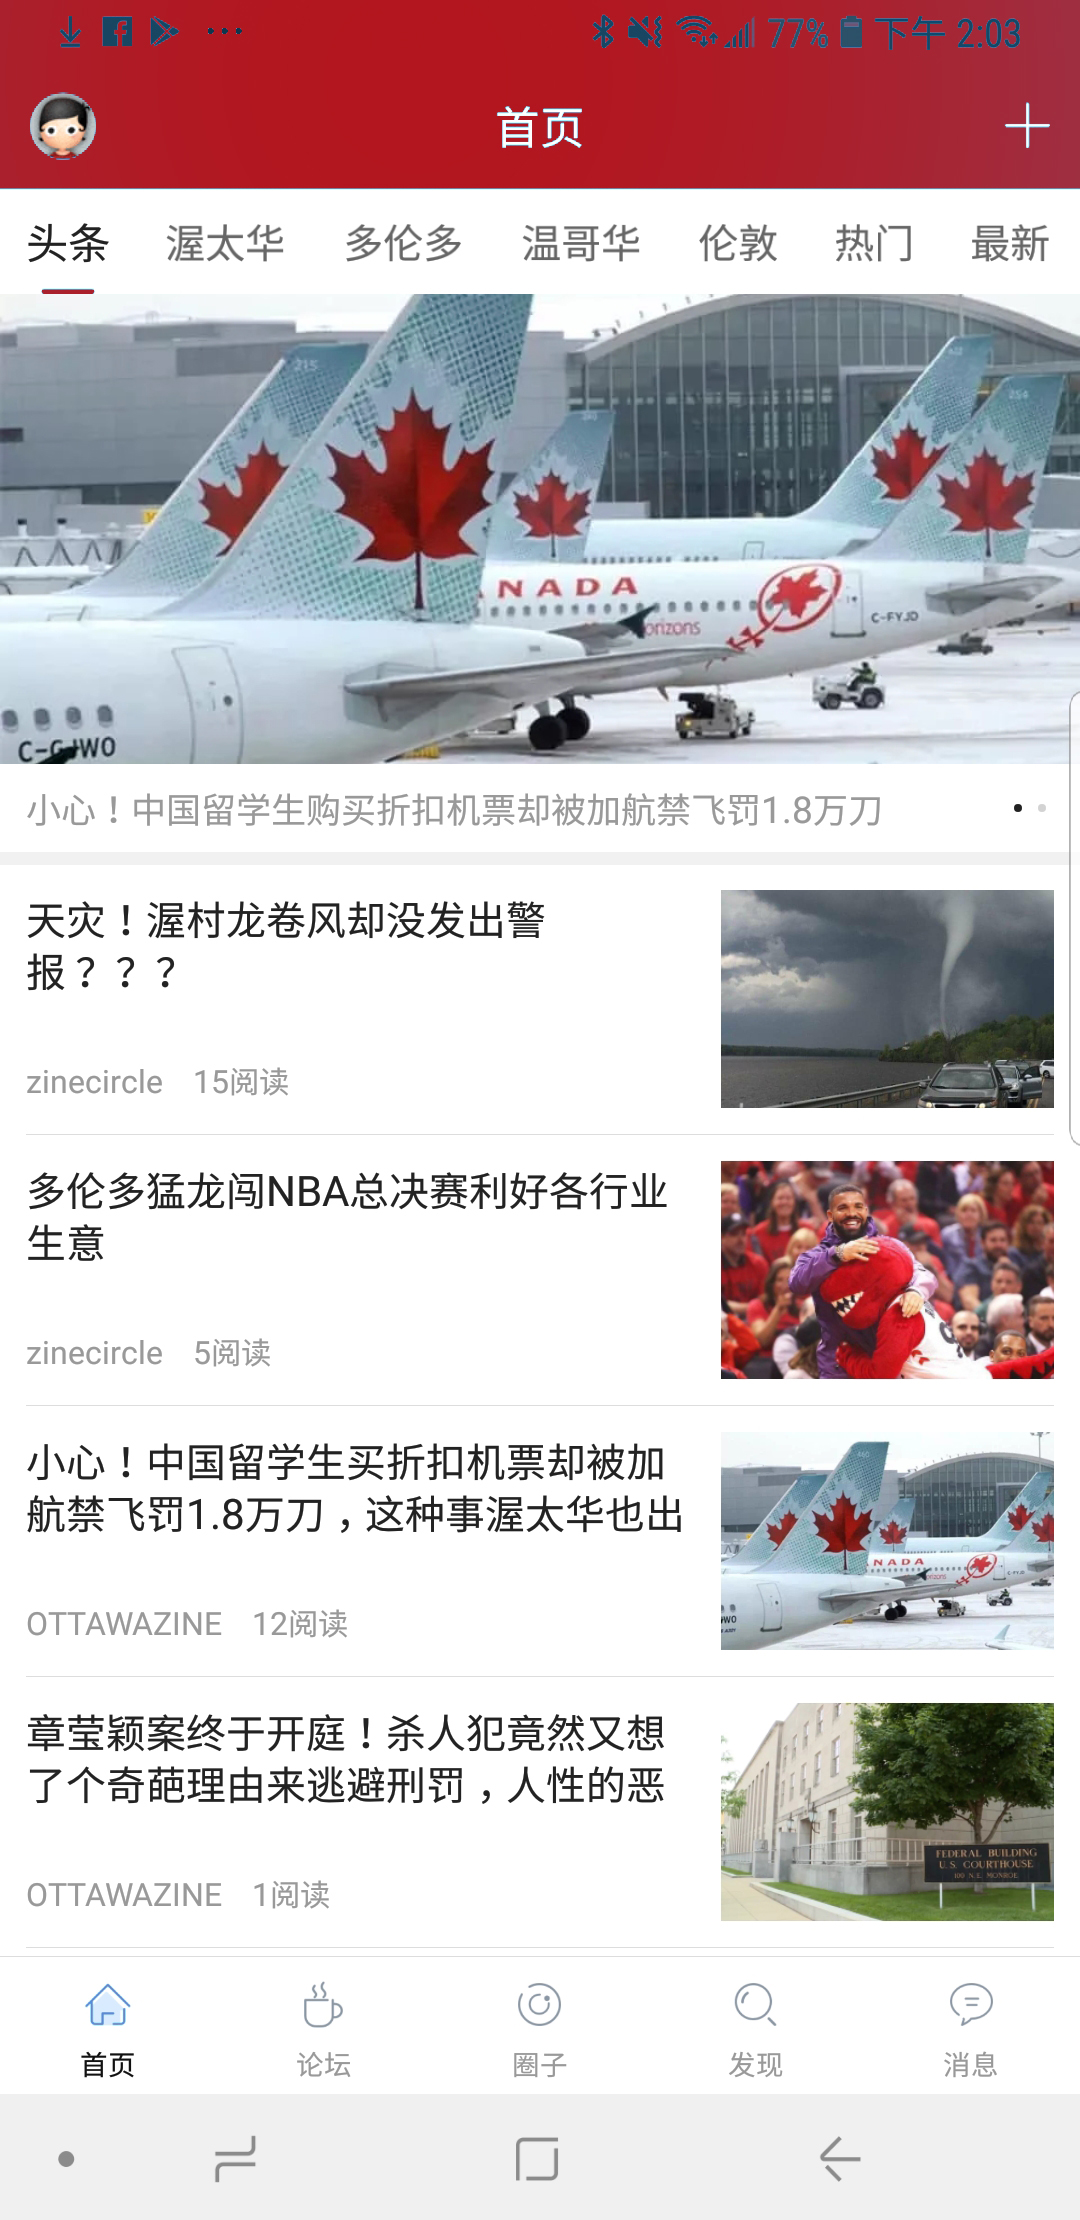 77% 下午 2:03
首页
头条 渥太华 多伦多 温哥华 伦敦 热门 最新
215
254
NADA
orizons
C-FYJD
C-GJWO
小心！中国留学生购买折扣机票却被加航禁飞罚1.8万刀
天灾！渥村龙卷风却没发出警
报？？？
zinecircle 15阅读
多伦多猛龙闯NBA总决赛利好各行业
生意
zinecircle 5阅读
小心！中国留学生买折扣机票却被加
航禁飞罚1.8万刀，这种事渥太华也出
NADA
OTTAWAZINE 12阅读
章莹颖案终于开庭！杀人犯竟然又想
了个奇葩理由来逃避刑罚，人性的恶
FEDERAL BUILDING
U.S. COURTHOUSE
100 N.E. MONROE
OTTAWAZINE 1阅读
首页 论坛 圈子 发现 消息